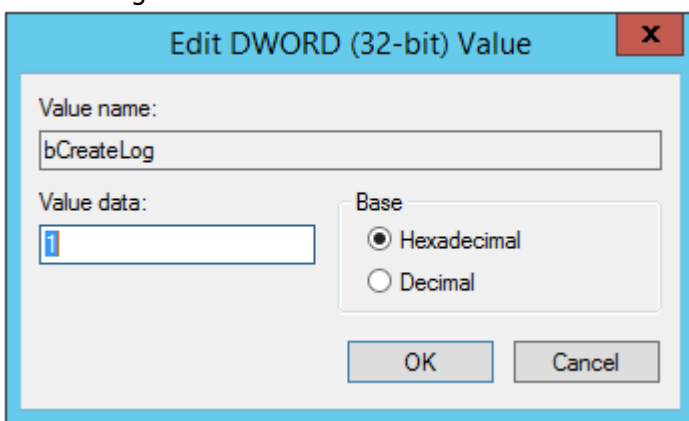 Edit DWORD (32-bit) Value
x
Value name:
bCreateLog
Value data:
1
Base
Hexadecimal
Decimal
OK
Cancel